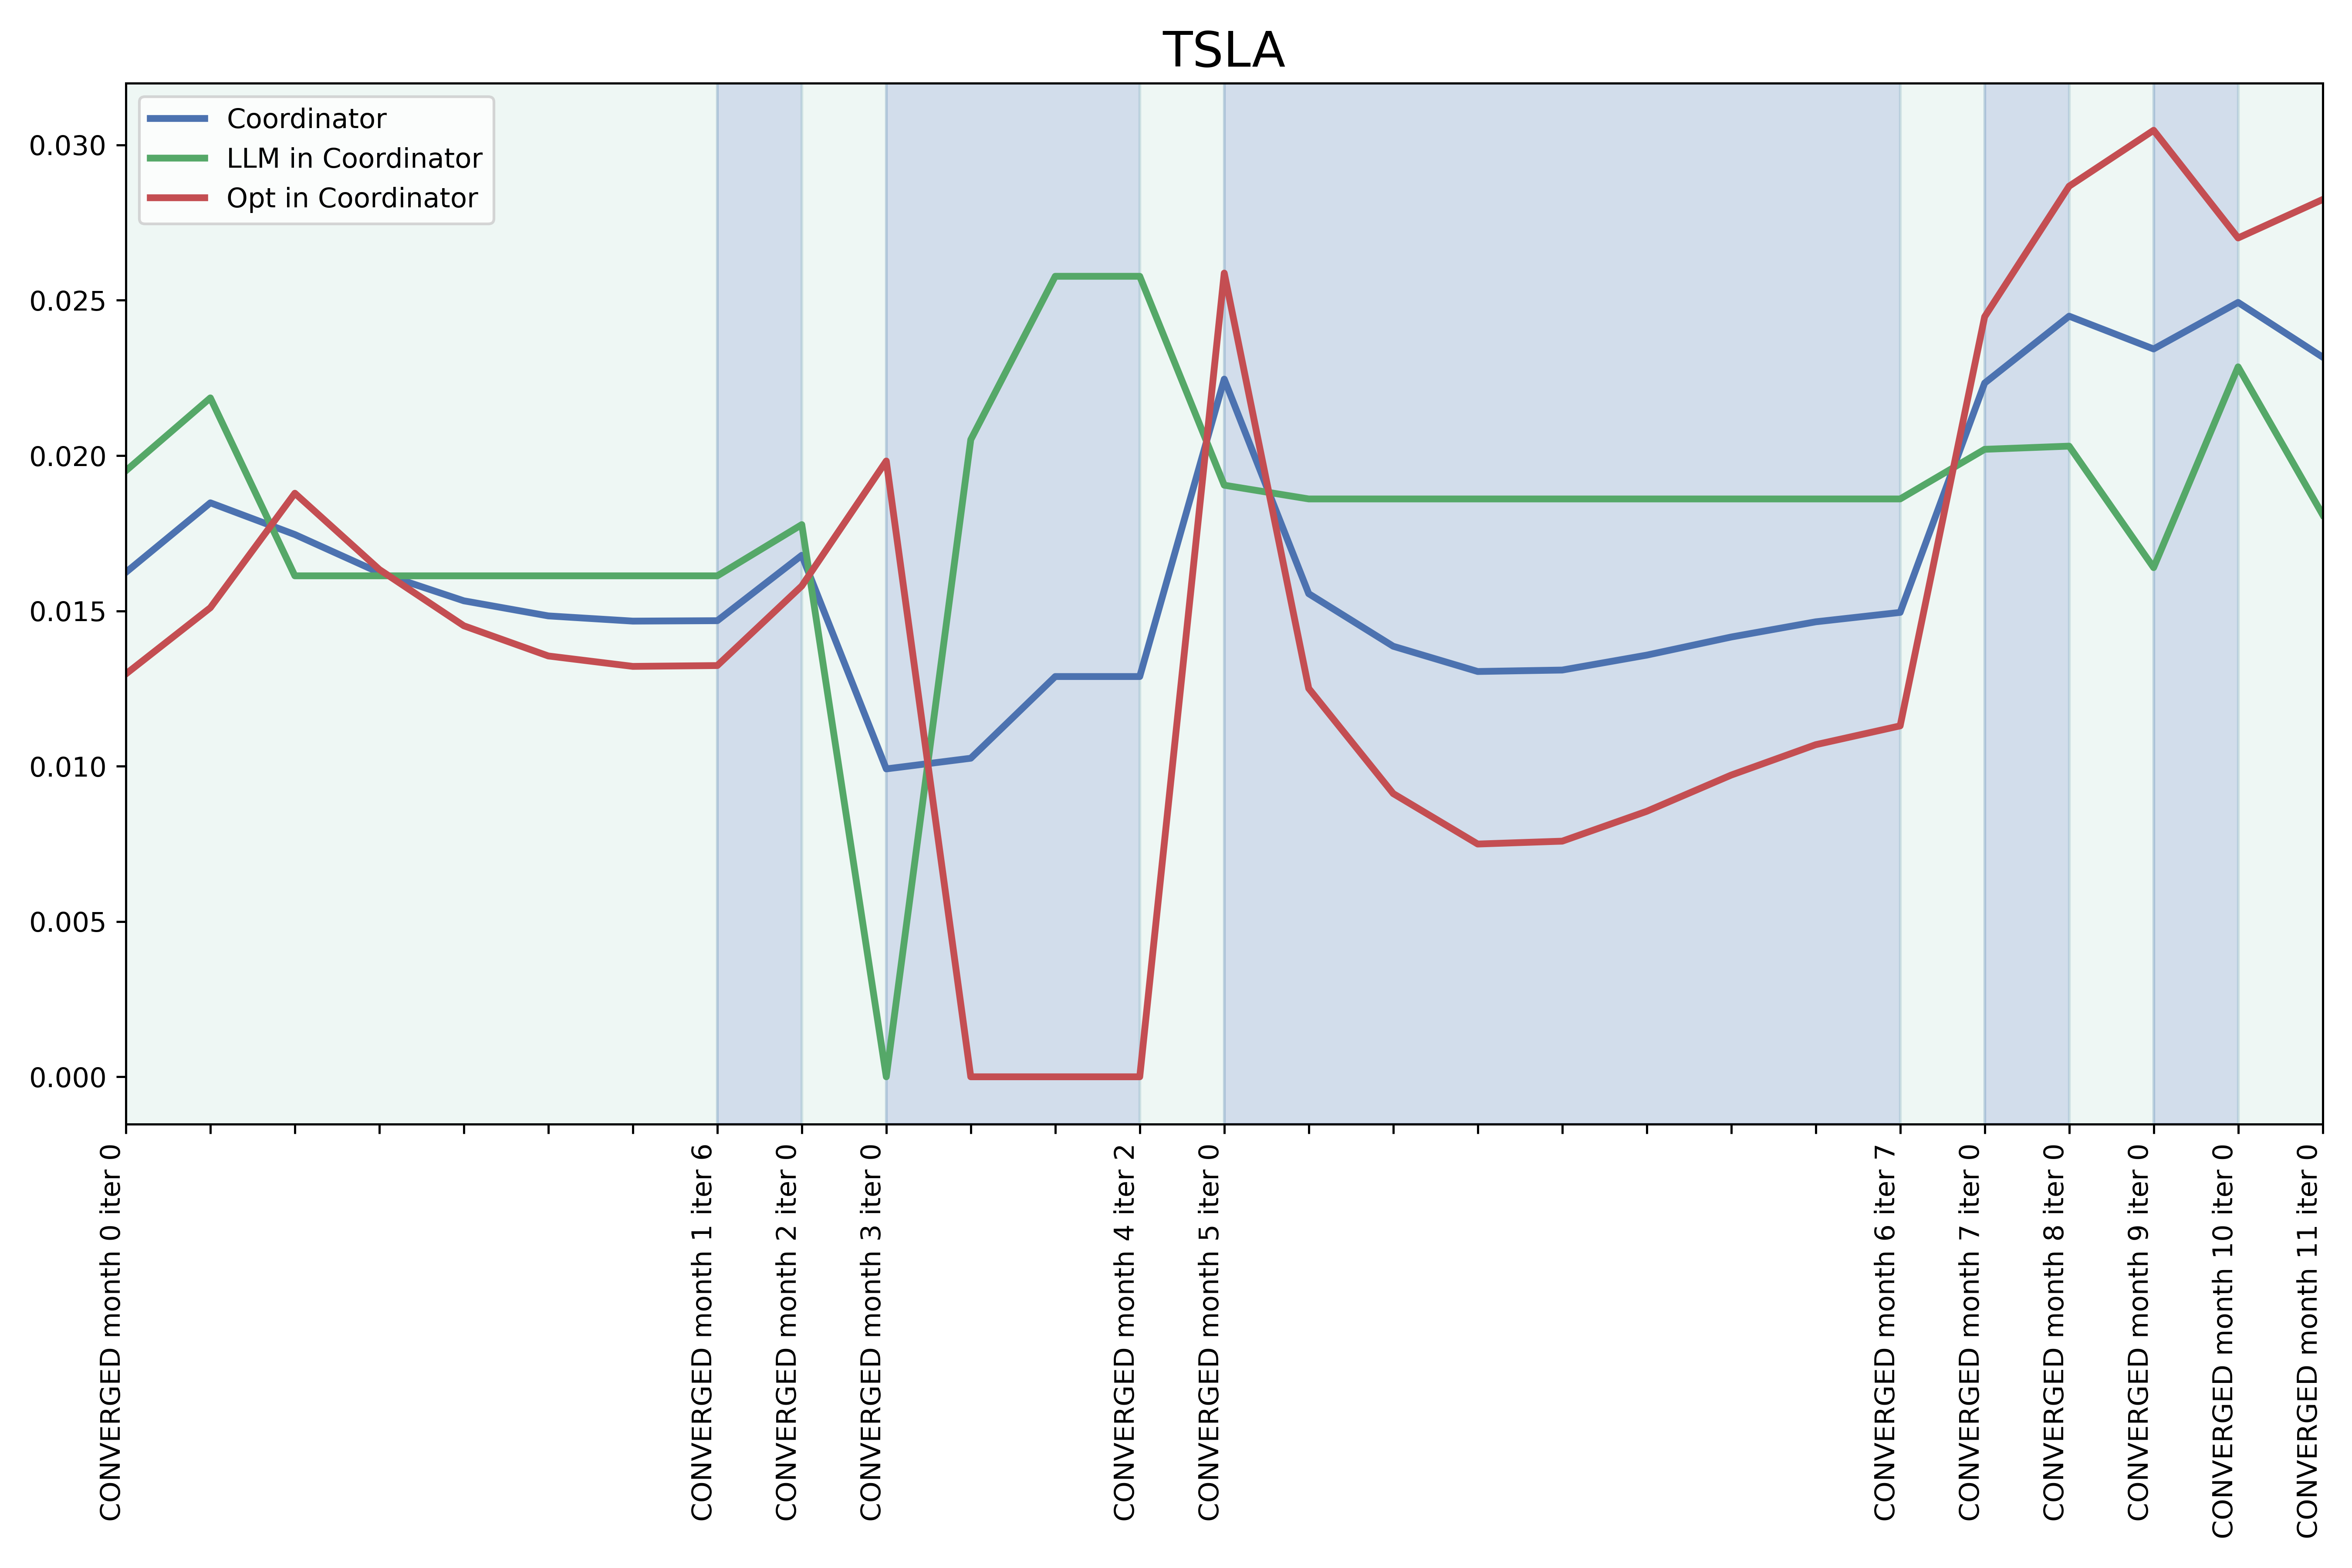 TSLA
Coordinator
LLM in Coordinator
Opt in Coordinator
0.030
0.025
0.020
0.015
0.010
0.005
0.000
CONVERGED month 0 iter 0
CONVERGED month 1 iter 6
CONVERGED month 2 iter 0
CONVERGED month 3 iter 0
CONVERGED month 4 iter 2
CONVERGED month 5 iter 0
CONVERGED month 6 iter 7
CONVERGED month 7 iter 0
CONVERGED month 8 iter 0
CONVERGED month 9 iter 0
CONVERGED month 10 iter 0
CONVERGED month 11 iter 0